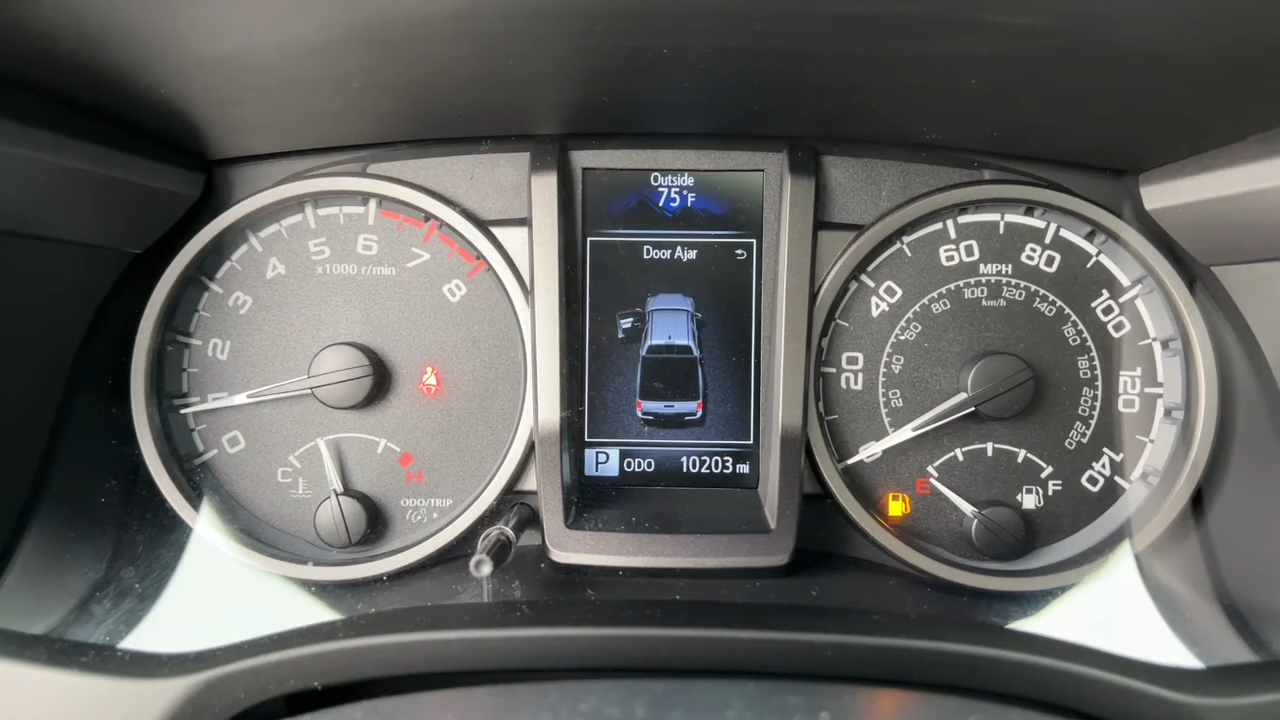 Outside
75°F
Door Ajar
P ODO 10203 mi
0 2 3 4 5 6 7 8
x1000 r/min
C H
ODO/TRIP
0 20 40 60 80 100 120 140
MPH
20 40 60 80 100 120 140 160 180 200 220
km/h
E F